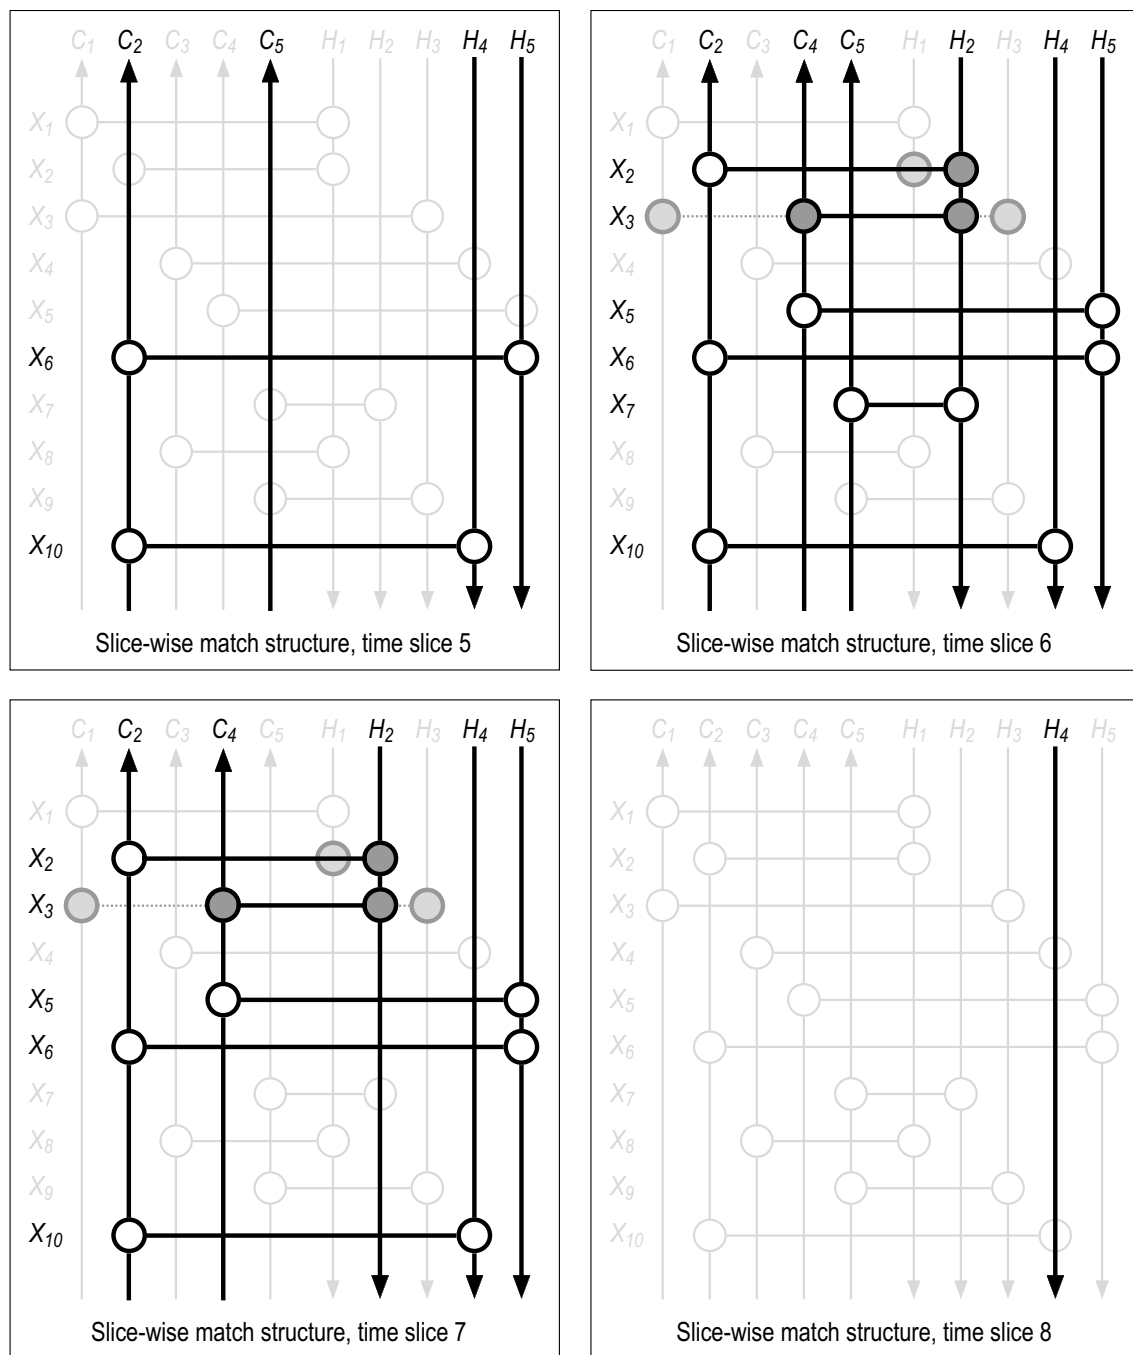 C1 C2 C3 C4 C5 H1 H2 H3 H4 H5
X1
X2
X3
X4
X5
X6
X7
X8
X9
X10
Slice-wise match structure, time slice 5
C1 C2 C3 C4 C5 H1 H2 H3 H4 H5
X1
X2
X3
X4
X5
X6
X7
X8
X9
X10
Slice-wise match structure, time slice 6
C1 C2 C3 C4 C5 H1 H2 H3 H4 H5
X1
X2
X3
X4
X5
X6
X7
X8
X9
X10
Slice-wise match structure, time slice 7
C1 C2 C3 C4 C5 H1 H2 H3 H4 H5
X1
X2
X3
X4
X5
X6
X7
X8
X9
X10
Slice-wise match structure, time slice 8